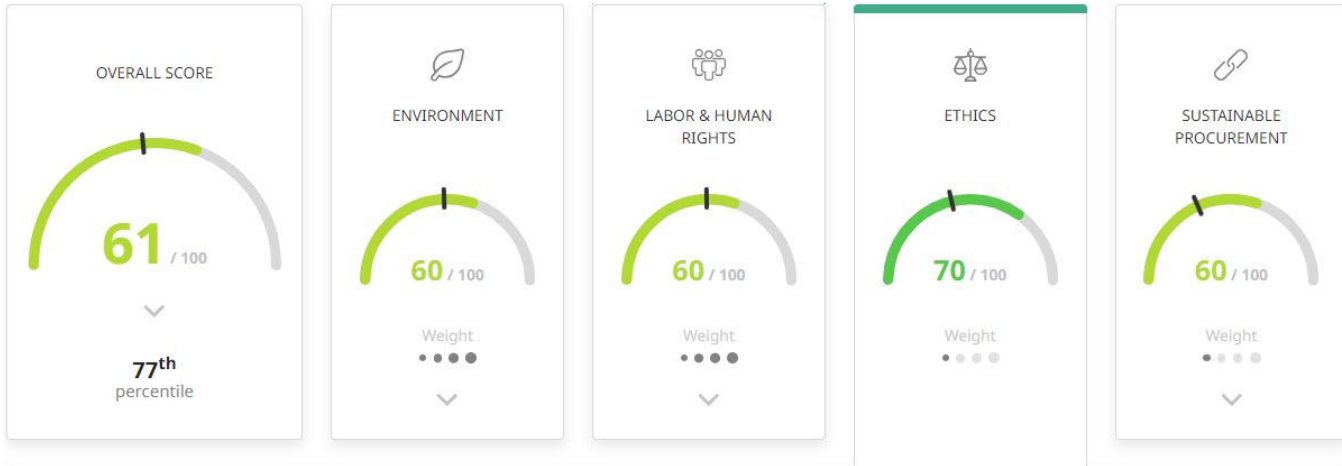 OVERALL SCORE
61 / 100
77th
percentile
ENVIRONMENT
60 / 100
Weight
LABOR & HUMAN
RIGHTS
60 / 100
Weight
ETHICS
70 / 100
Weight
SUSTAINABLE
PROCUREMENT
60 / 100
Weight